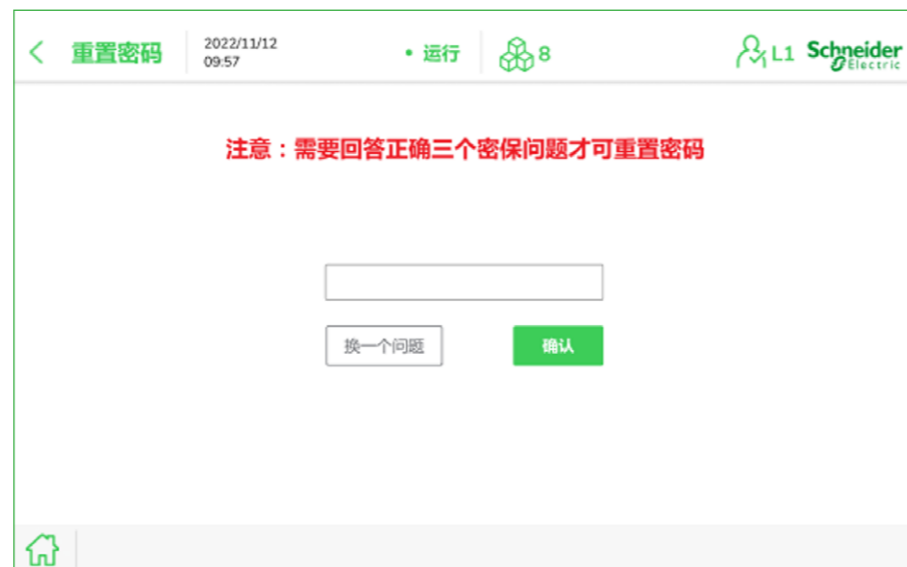 重置密码
2022/11/12
09:57
• 运行
8
L1
Schneider
Electric
注意：需要回答正确三个密保问题才可重置密码
换一个问题
确认